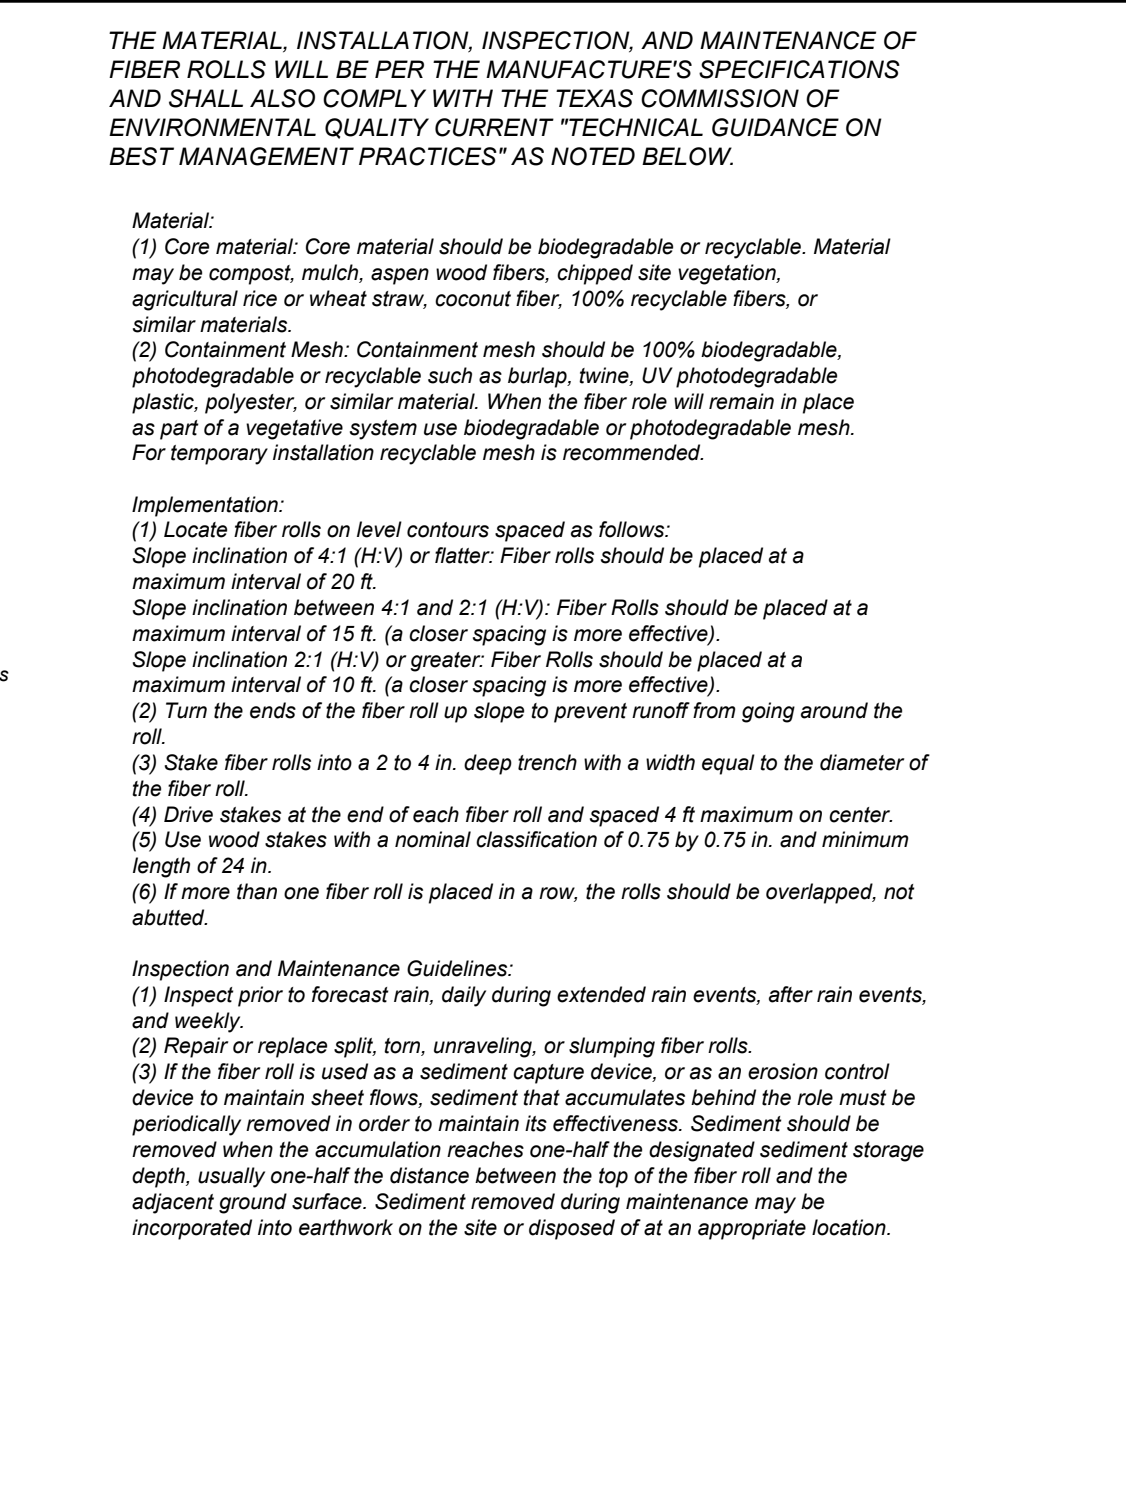 THE MATERIAL, INSTALLATION, INSPECTION, AND MAINTENANCE OF
FIBER ROLLS WILL BE PER THE MANUFACTURE'S SPECIFICATIONS
AND SHALL ALSO COMPLY WITH THE TEXAS COMMISSION OF
ENVIRONMENTAL QUALITY CURRENT "TECHNICAL GUIDANCE ON
BEST MANAGEMENT PRACTICES" AS NOTED BELOW.
Material:
(1) Core material: Core material should be biodegradable or recyclable. Material
may be compost, mulch, aspen wood fibers, chipped site vegetation,
agricultural rice or wheat straw, coconut fiber, 100% recyclable fibers, or
similar materials.
(2) Containment Mesh: Containment mesh should be 100% biodegradable,
photodegradable or recyclable such as burlap, twine, UV photodegradable
plastic, polyester, or similar material. When the fiber role will remain in place
as part of a vegetative system use biodegradable or photodegradable mesh.
For temporary installation recyclable mesh is recommended.
Implementation:
(1) Locate fiber rolls on level contours spaced as follows:
Slope inclination of 4:1 (H:V) or flatter: Fiber rolls should be placed at a
maximum interval of 20 ft.
Slope inclination between 4:1 and 2:1 (H:V): Fiber Rolls should be placed at a
maximum interval of 15 ft. (a closer spacing is more effective).
Slope inclination 2:1 (H:V) or greater: Fiber Rolls should be placed at a
s
maximum interval of 10 ft. (a closer spacing is more effective).
(2) Turn the ends of the fiber roll up slope to prevent runoff from going around the
roll.
(3) Stake fiber rolls into a 2 to 4 in. deep trench with a width equal to the diameter of
the fiber roll.
(4) Drive stakes at the end of each fiber roll and spaced 4 ft maximum on center.
(5) Use wood stakes with a nominal classification of 0.75 by 0.75 in. and minimum
length of 24 in.
(6) If more than one fiber roll is placed in a row, the rolls should be overlapped, not
abutted.
Inspection and Maintenance Guidelines:
(1) Inspect prior to forecast rain, daily during extended rain events, after rain events,
and weekly.
(2) Repair or replace split, torn, unraveling, or slumping fiber rolls.
(3) If the fiber roll is used as a sediment capture device, or as an erosion control
device to maintain sheet flows, sediment that accumulates behind the role must be
periodically removed in order to maintain its effectiveness. Sediment should be
removed when the accumulation reaches one-half the designated sediment storage
depth, usually one-half the distance between the top of the fiber roll and the
adjacent ground surface. Sediment removed during maintenance may be
incorporated into earthwork on the site or disposed of at an appropriate location.